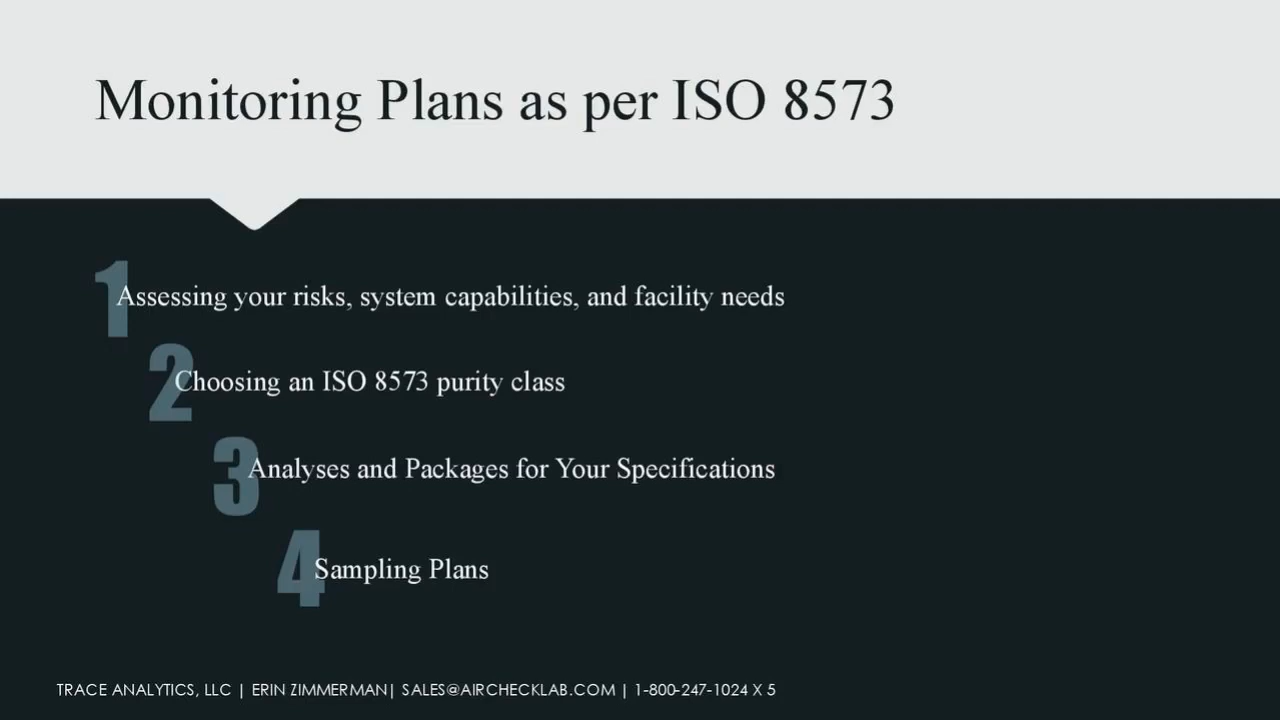 Monitoring Plans as per ISO 8573
1 Assessing your risks, system capabilities, and facility needs
2 Choosing an ISO 8573 purity class
3 Analyses and Packages for Your Specifications
4 Sampling Plans
TRACE ANALYTICS, LLC | ERIN ZIMMERMAN| SALES@AIRCHECKLAB.COM | 1-800-247-1024 X 5